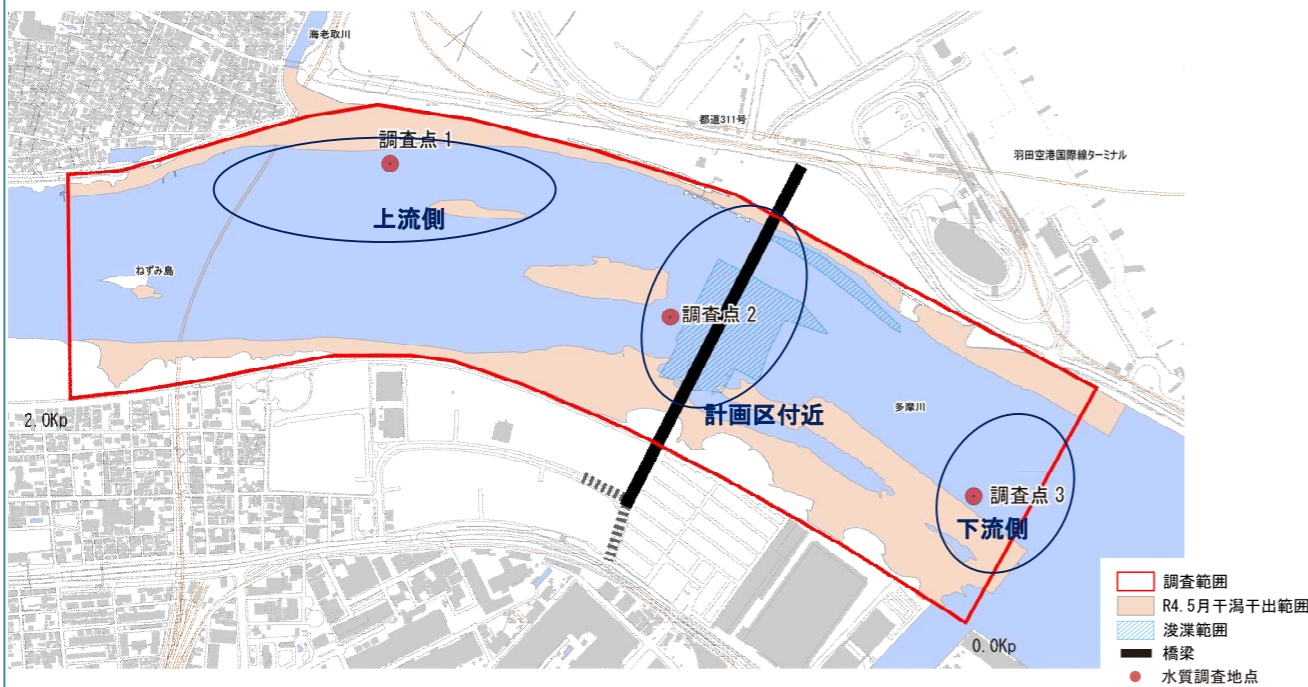 海老取川
都道311号
羽田空港国際線ターミナル
調査点 1
上流側
ねずみ島
調査点 2
計画区付近
多摩川
2.0Kp
調査点 3
下流側
0.0Kp
調査範囲
R4.5月干潟干出範囲
浚渫範囲
橋梁
水質調査地点